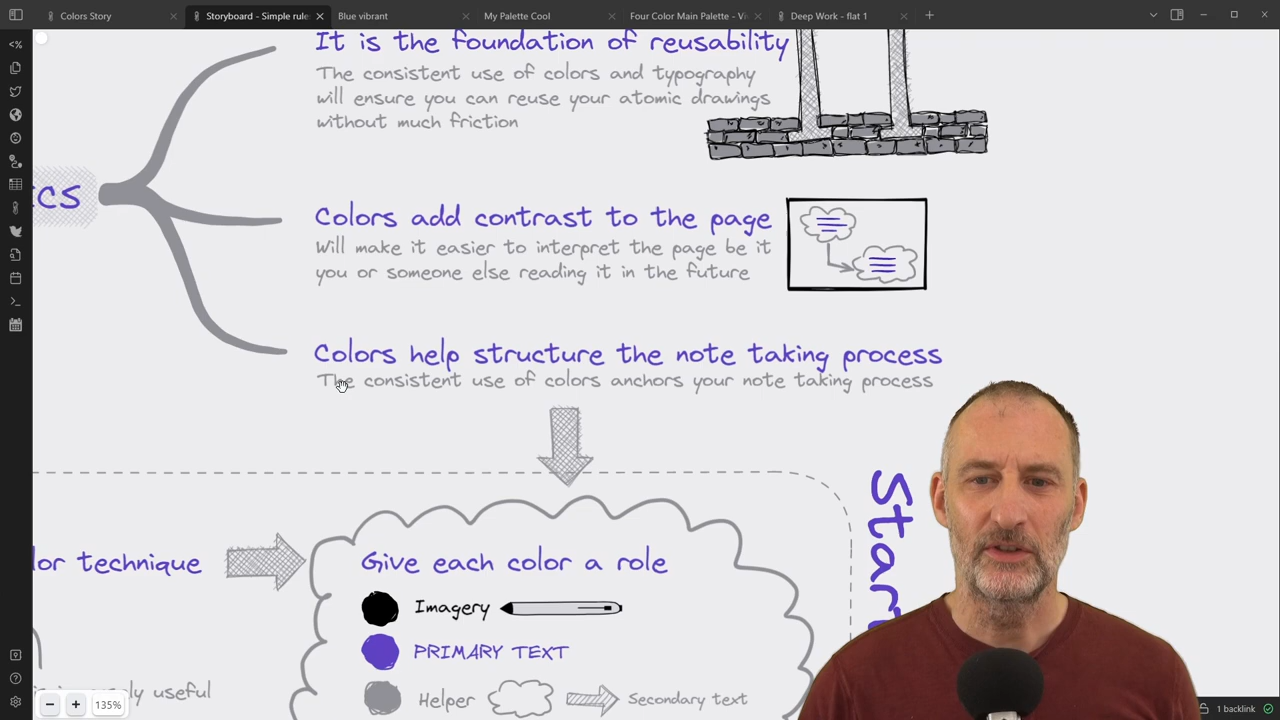 Colors Story
Storyboard - Simple rule
Blue vibrant
My Palette Cool
Four Color Main Palette - Vi
Deep Work - flat 1
It is the foundation of reusability
The consistent use of colors and typography
will ensure you can reuse your atomic drawings
without much friction
ICS
Colors add contrast to the page
Will make it easier to interpret the page be it
you or someone else reading it in the future
Colors help structure the note taking process
The consistent use of colors anchors your note taking process
lor technique
Give each color a role
Imagery
PRIMARY TEXT
Helper
Secondary text
useful
Star
135%
1 backlink